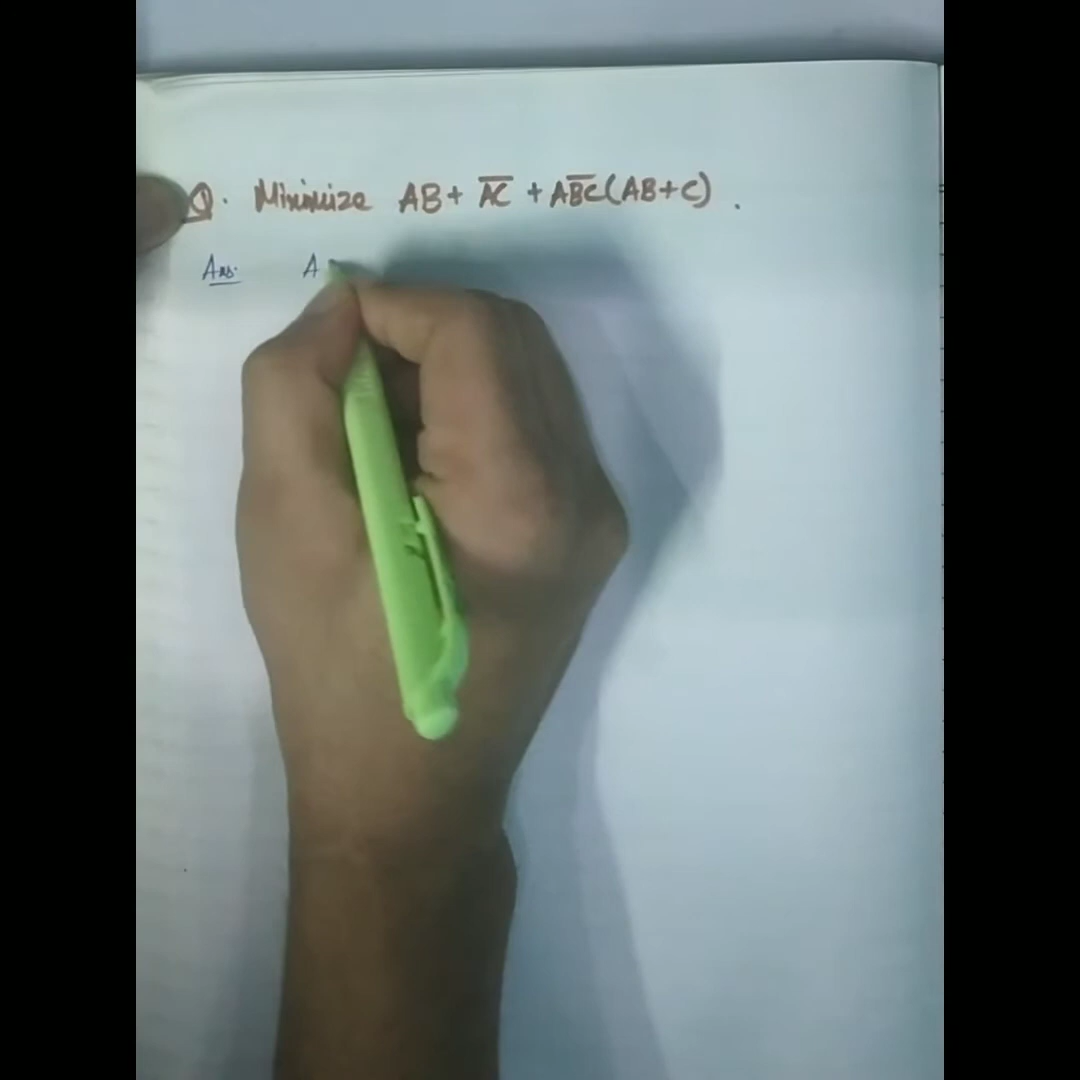 Q. Minimize AB + A̅C̅ + AB̅C(AB+C).
Ans. A